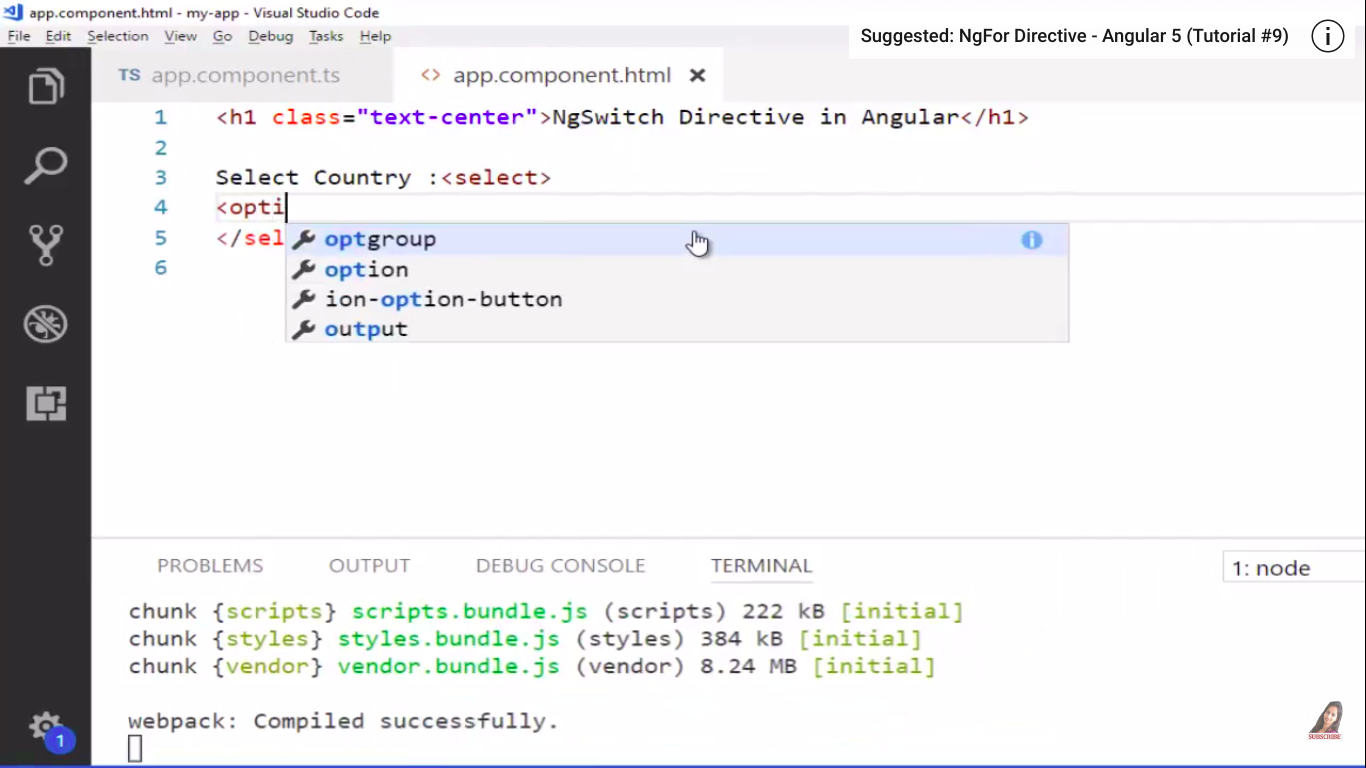 app.component.html - my-app - Visual Studio Code
File Edit Selection View Go Debug Tasks Help
Suggested: NgFor Directive - Angular 5 (Tutorial #9)
TS app.component.ts <> app.component.html
1 <h1 class="text-center">NgSwitch Directive in Angular</h1>
2
3 Select Country :<select>
4 <opti
5 </sel
6
optgroup
option
ion-option-button
output
PROBLEMS OUTPUT DEBUG CONSOLE TERMINAL 1: node
chunk {scripts} scripts.bundle.js (scripts) 222 kB [initial]
chunk {styles} styles.bundle.js (styles) 384 kB [initial]
chunk {vendor} vendor.bundle.js (vendor) 8.24 MB [initial]
webpack: Compiled successfully.
1
SUBSCRIBE